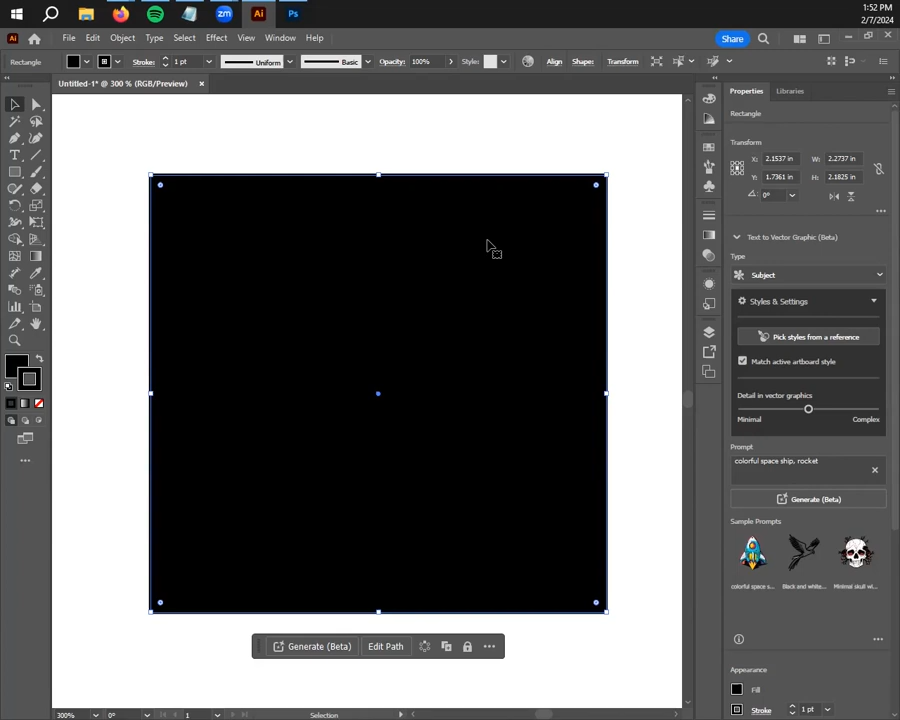 zm
Ai
Ps
1:52 PM
2/7/2024
Ai
File Edit Object Type Select Effect View Window Help
Share
Rectangle
Stroke: 1 pt
Uniform
Basic
Opacity: 100%
Style:
Align
Shape:
Transform
Untitled-1* @ 300 % (RGB/Preview)
Properties
Libraries
Rectangle
Transform
X: 2.1537 in
W: 2.2737 in
Y: 1.7361 in
H: 2.1825 in
0°
Text to Vector Graphic (Beta)
Type
Subject
Styles & Settings
Pick styles from a reference
Match active artboard style
Detail in vector graphics
Minimal
Complex
Prompt
colorful space ship, rocket
Generate (Beta)
Sample Prompts
colorful space s...
Black and white...
Minimal skull wi...
Generate (Beta)
Edit Path
Appearance
Fill
Stroke
1 pt
300%
0°
1
Selection